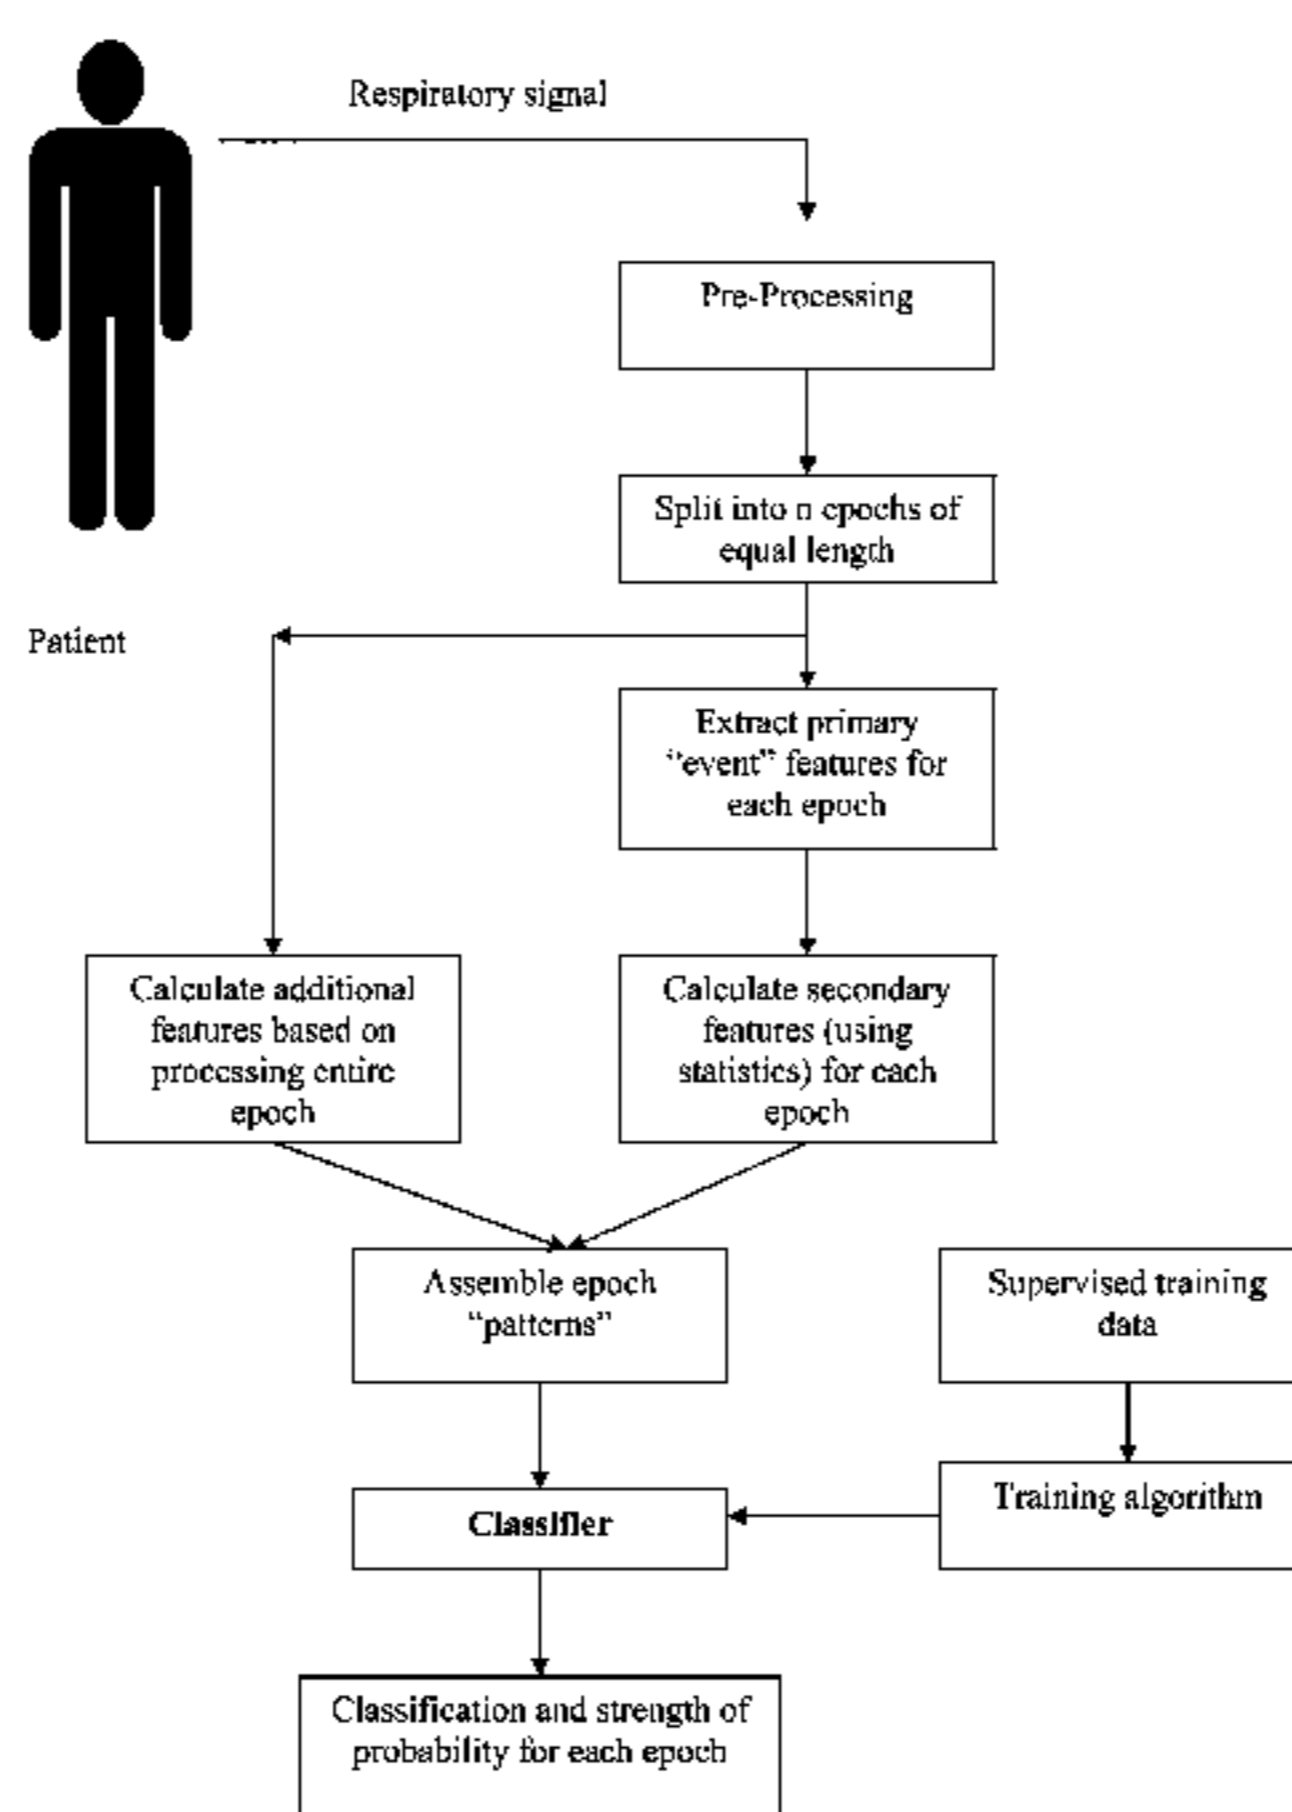 Respiratory signal
Pre-Processing
Split into n epochs of
equal length
Patient
Extract primary
“event” features for
each epoch
Calculate additional
features based on
processing entire
epoch
Calculate secondary
features (using
statistics) for each
epoch
Assemble epoch
“patterns”
Supervised training
data
Training algorithm
Classifier
Classification and strength of
probability for each epoch